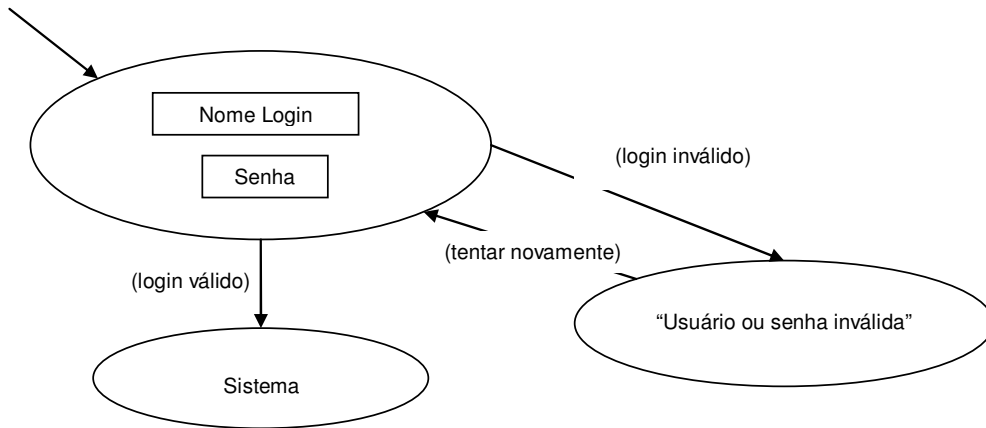 Nome Login
Senha
(login inválido)
(tentar novamente)
(login válido)
“Usuário ou senha inválida”
Sistema